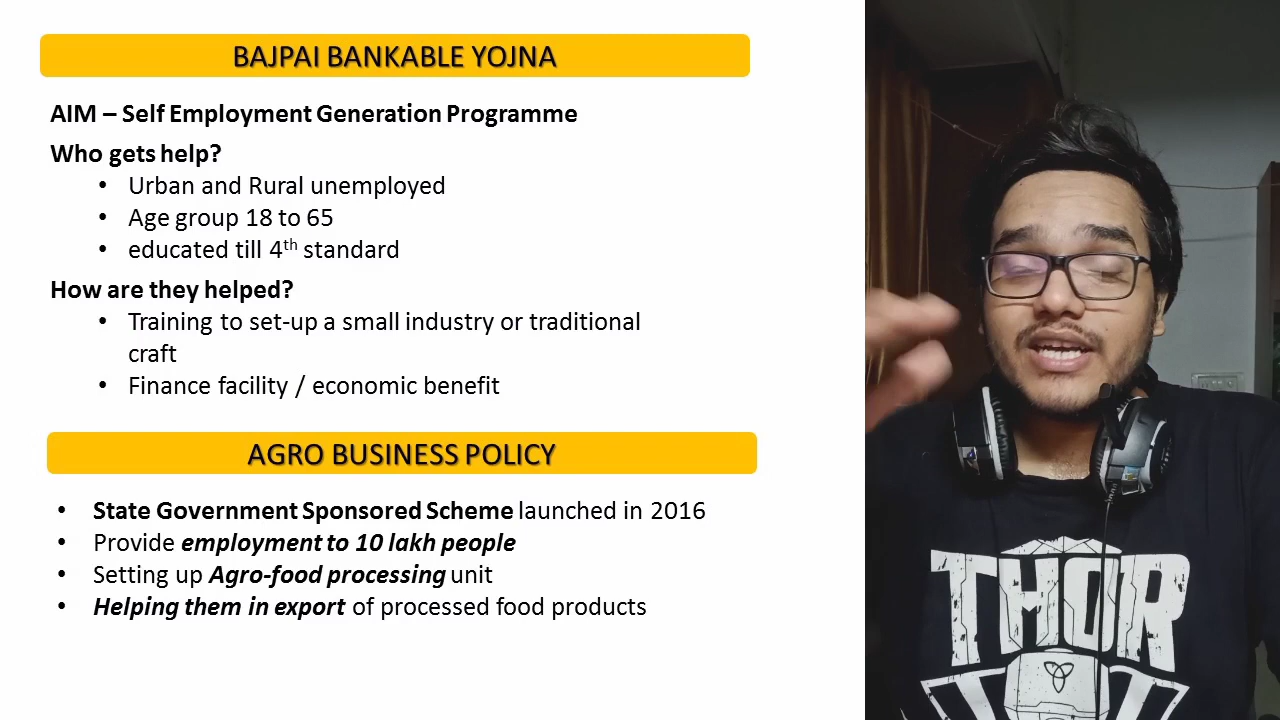 BAJPAI BANKABLE YOJNA
AIM – Self Employment Generation Programme
Who gets help?
• Urban and Rural unemployed
• Age group 18 to 65
• educated till 4th standard
How are they helped?
• Training to set-up a small industry or traditional
craft
• Finance facility / economic benefit
AGRO BUSINESS POLICY
• State Government Sponsored Scheme launched in 2016
• Provide employment to 10 lakh people
• Setting up Agro-food processing unit
• Helping them in export of processed food products
THOR